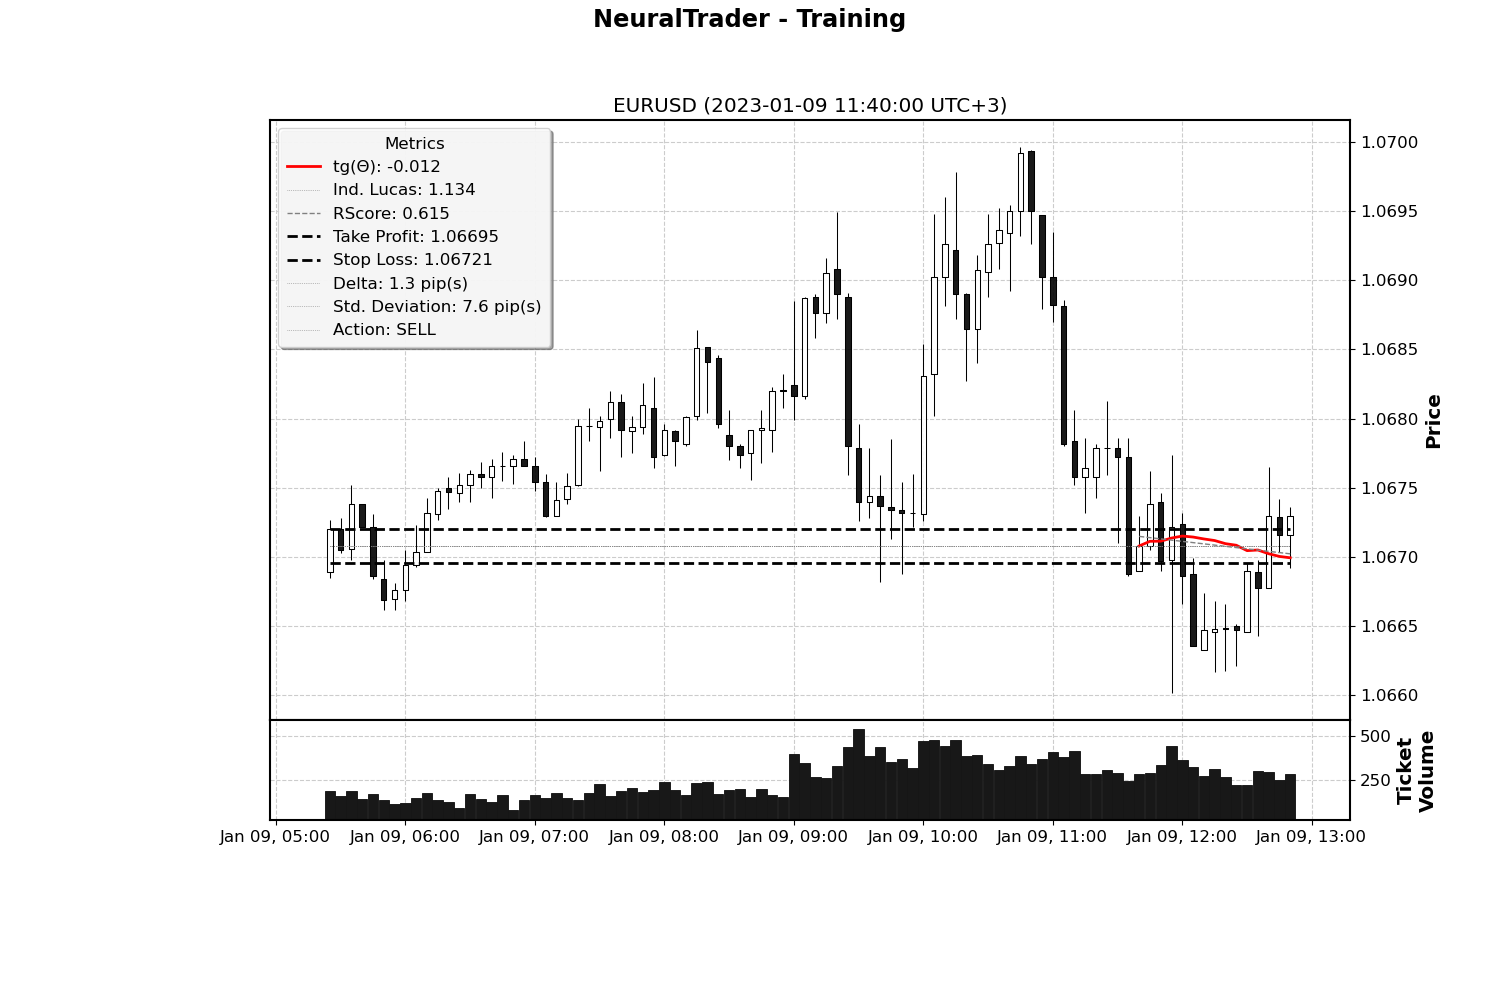 NeuralTrader - Training
EURUSD (2023-01-09 11:40:00 UTC+3)
Metrics
tg(Θ): -0.012
Ind. Lucas: 1.134
RScore: 0.615
Take Profit: 1.06695
Stop Loss: 1.06721
Delta: 1.3 pip(s)
Std. Deviation: 7.6 pip(s)
Action: SELL
1.0700
1.0695
1.0690
1.0685
1.0680
1.0675
1.0670
1.0665
1.0660
Price
500
250
Ticket
Volume
Jan 09, 05:00
Jan 09, 06:00
Jan 09, 07:00
Jan 09, 08:00
Jan 09, 09:00
Jan 09, 10:00
Jan 09, 11:00
Jan 09, 12:00
Jan 09, 13:00